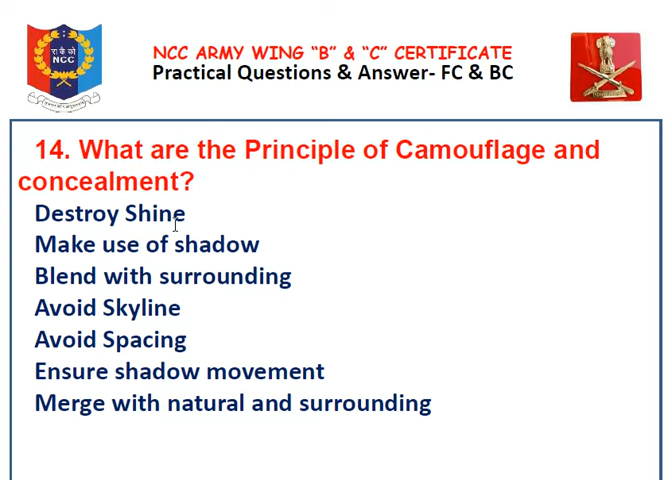 रा कै को
NCC
NCC ARMY WING “B” & “C” CERTIFICATE
Practical Questions & Answer- FC & BC
14. What are the Principle of Camouflage and
concealment?
Destroy Shine
Make use of shadow
Blend with surrounding
Avoid Skyline
Avoid Spacing
Ensure shadow movement
Merge with natural and surrounding